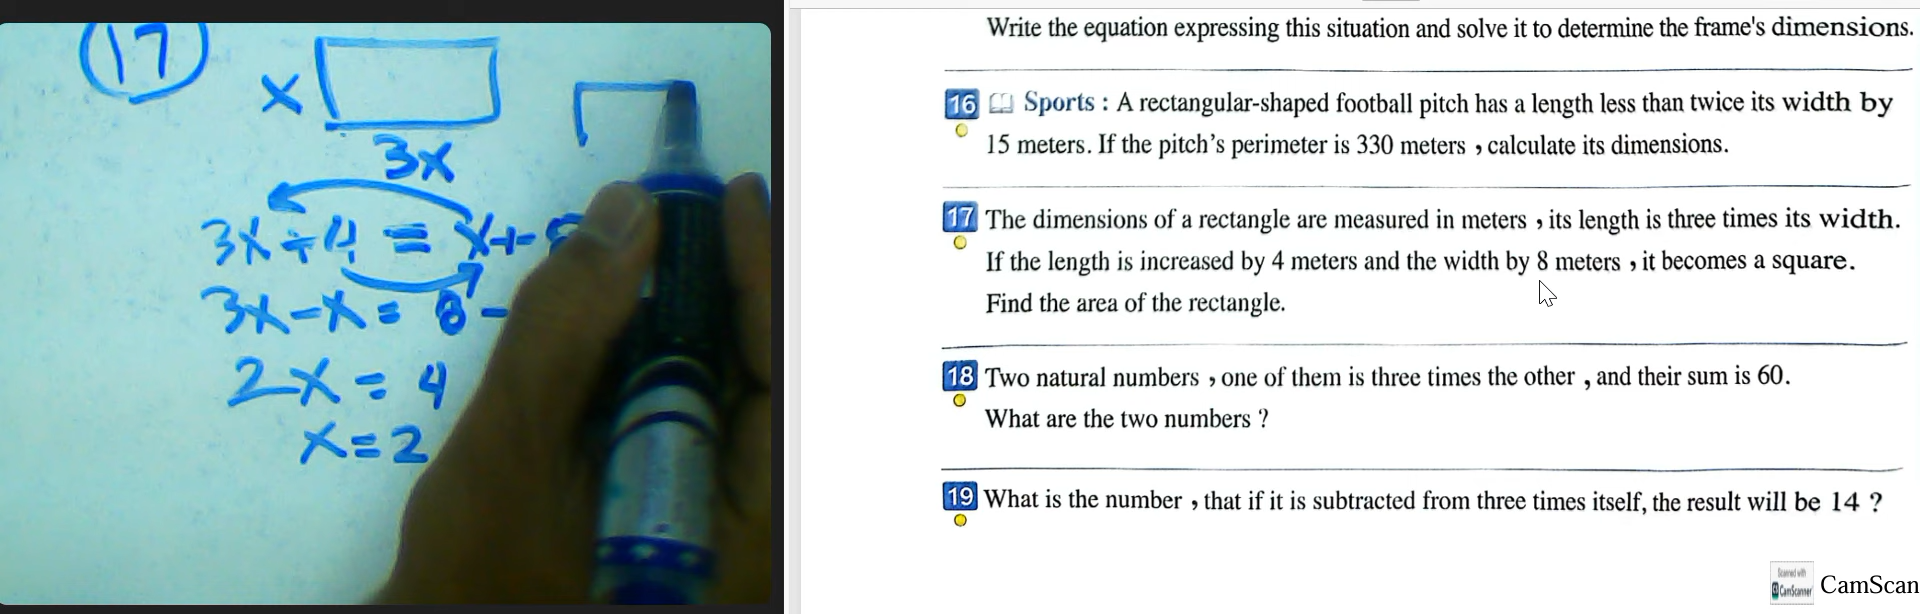 17
x
3x
3x+4 = x+
3x-x= 8-
2x = 4
x=2
Write the equation expressing this situation and solve it to determine the frame's dimensions.
16 Sports : A rectangular-shaped football pitch has a length less than twice its width by
15 meters. If the pitch's perimeter is 330 meters , calculate its dimensions.
17 The dimensions of a rectangle are measured in meters , its length is three times its width.
If the length is increased by 4 meters and the width by 8 meters , it becomes a square.
Find the area of the rectangle.
18 Two natural numbers , one of them is three times the other , and their sum is 60.
What are the two numbers ?
19 What is the number , that if it is subtracted from three times itself, the result will be 14 ?
Scanned with
CamScanner
CamScan